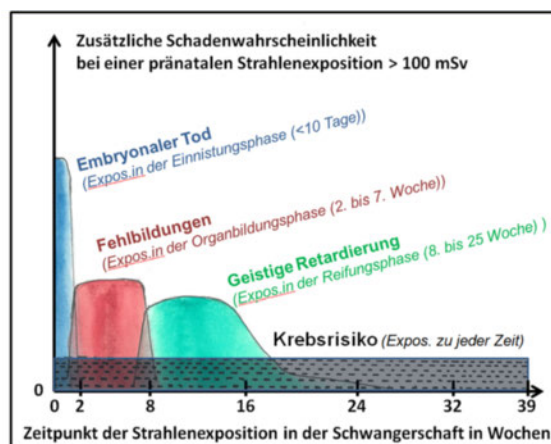 Zusätzliche Schadenwahrscheinlichkeit
bei einer pränatalen Strahlenexposition > 100 mSv
Embryonaler Tod
(Expos.in der Einnistungsphase (<10 Tage))
Fehlbildungen
(Expos.in der Organbildungsphase (2. bis 7. Woche))
Geistige Retardierung
(Expos.in der Reifungsphase (8. bis 25 Woche) )
Krebsrisiko (Expos. zu jeder Zeit)
0
0 2 8 16 24 32 39
Zeitpunkt der Strahlenexposition in der Schwangerschaft in Wochen